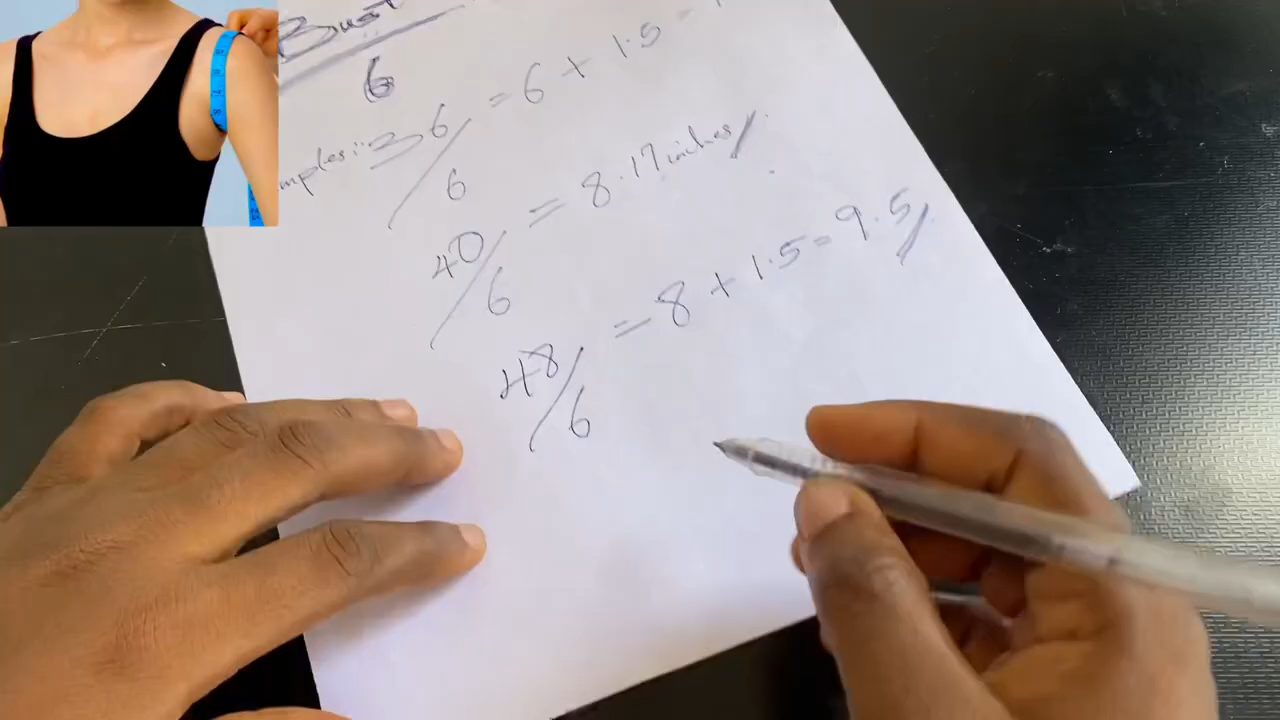 Bust
6
36/6 = 6 + 1.5 =
40/6 = 8.17 inches/.
48/6 = 8 + 1.5 = 9.5/.